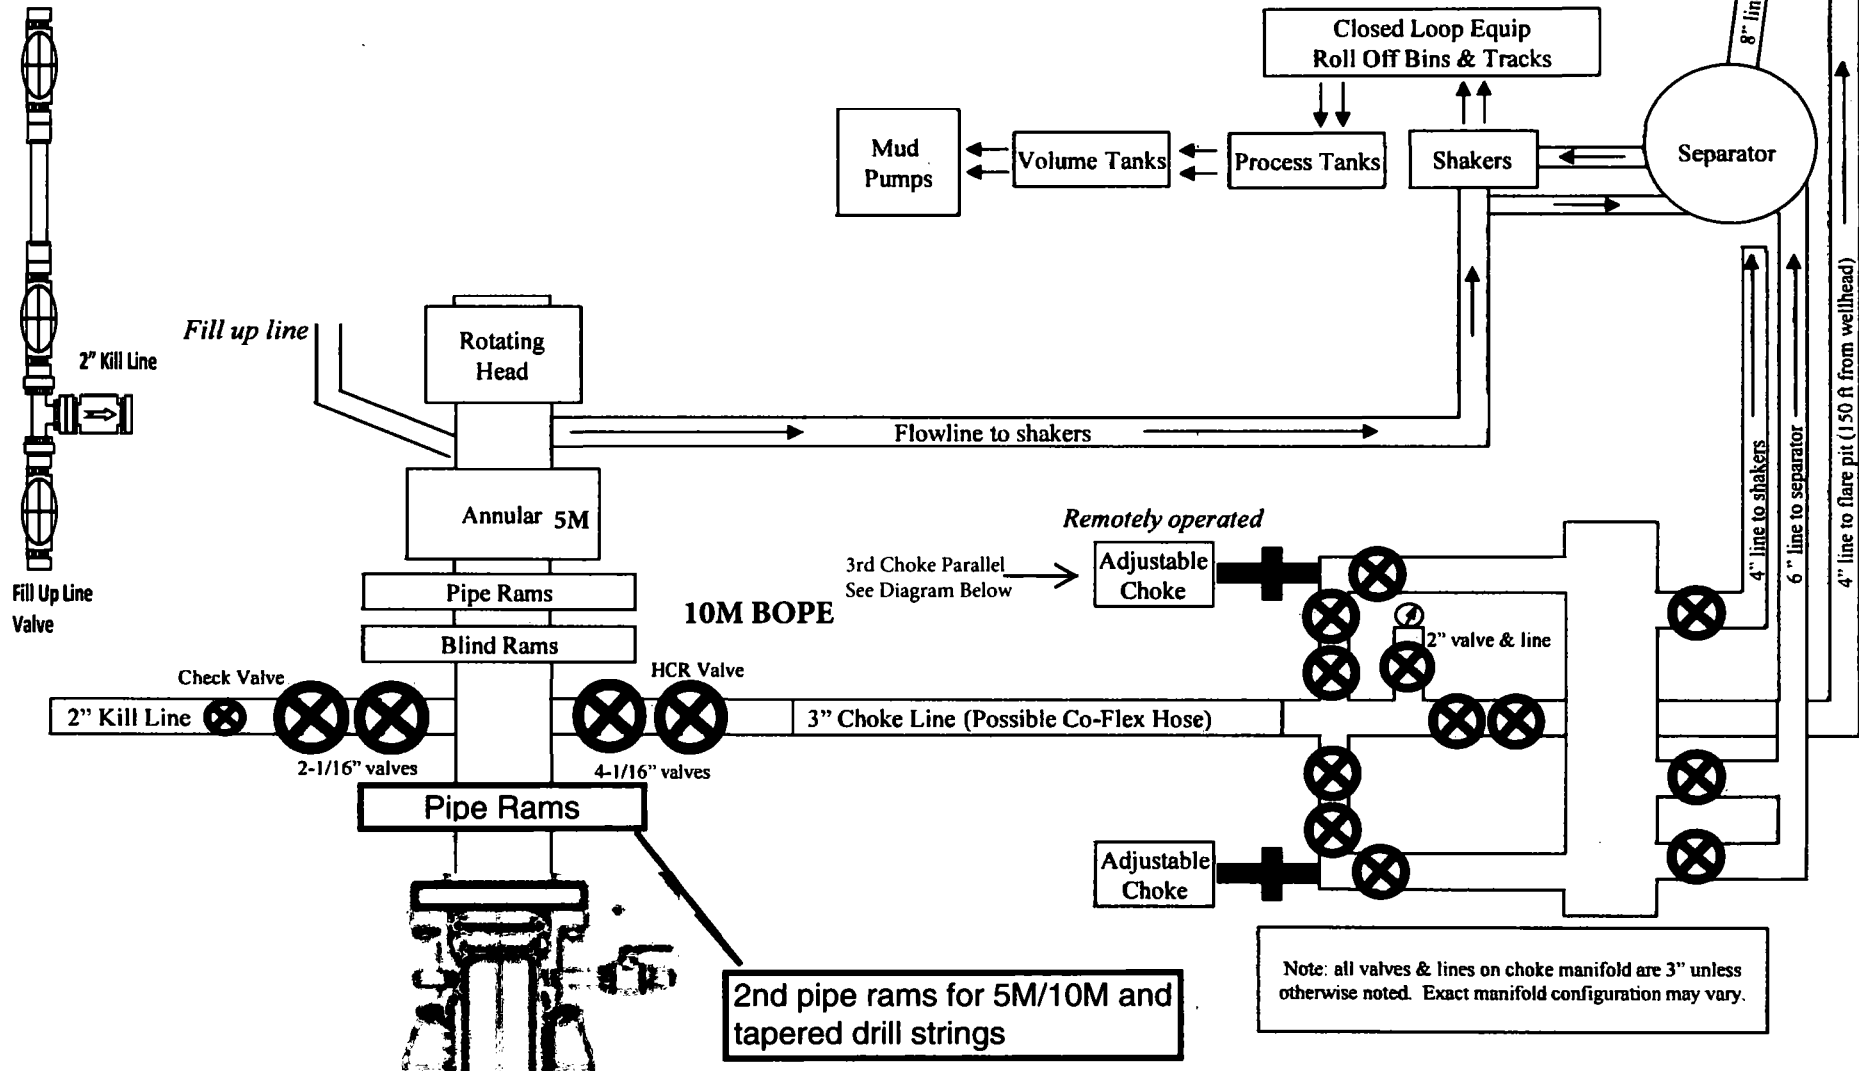 Closed Loop Equip
Roll Off Bins & Tracks
8" lin
Mud
Pumps
Volume Tanks
Process Tanks
Shakers
Separator
Fill up line
Rotating
Head
2" Kill Line
Flowline to shakers
4" line to shakers
6" line to separator
4" line to flare pit (150 ft from wellhead)
Annular 5M
Remotely operated
3rd Choke Parallel
See Diagram Below
Adjustable
Choke
Fill Up Line
Valve
Pipe Rams
10M BOPE
Blind Rams
2" valve & line
Check Valve
HCR Valve
2" Kill Line
3" Choke Line (Possible Co-Flex Hose)
2-1/16" valves
4-1/16" valves
Pipe Rams
Adjustable
Choke
2nd pipe rams for 5M/10M and
tapered drill strings
Note: all valves & lines on choke manifold are 3" unless
otherwise noted. Exact manifold configuration may vary.